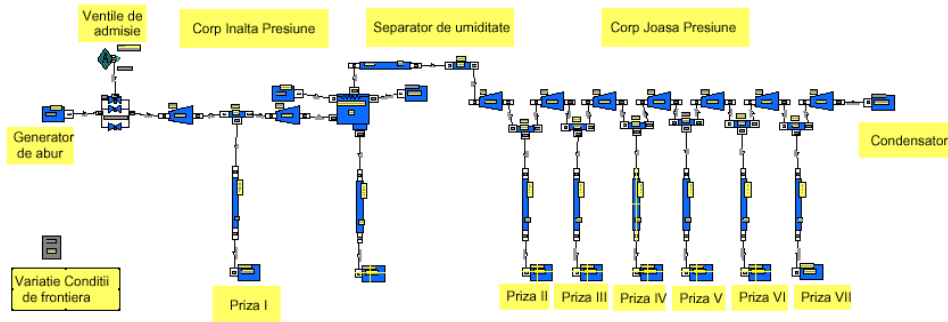 Ventile de
admisie
Corp Inalta Presiune
Separator de umiditate
Corp Joasa Presiune
A
Generator
de abur
Condensator
Variatie Conditii
de frontiera
Priza I
Priza II
Priza III
Priza IV
Priza V
Priza VI
Priza VII